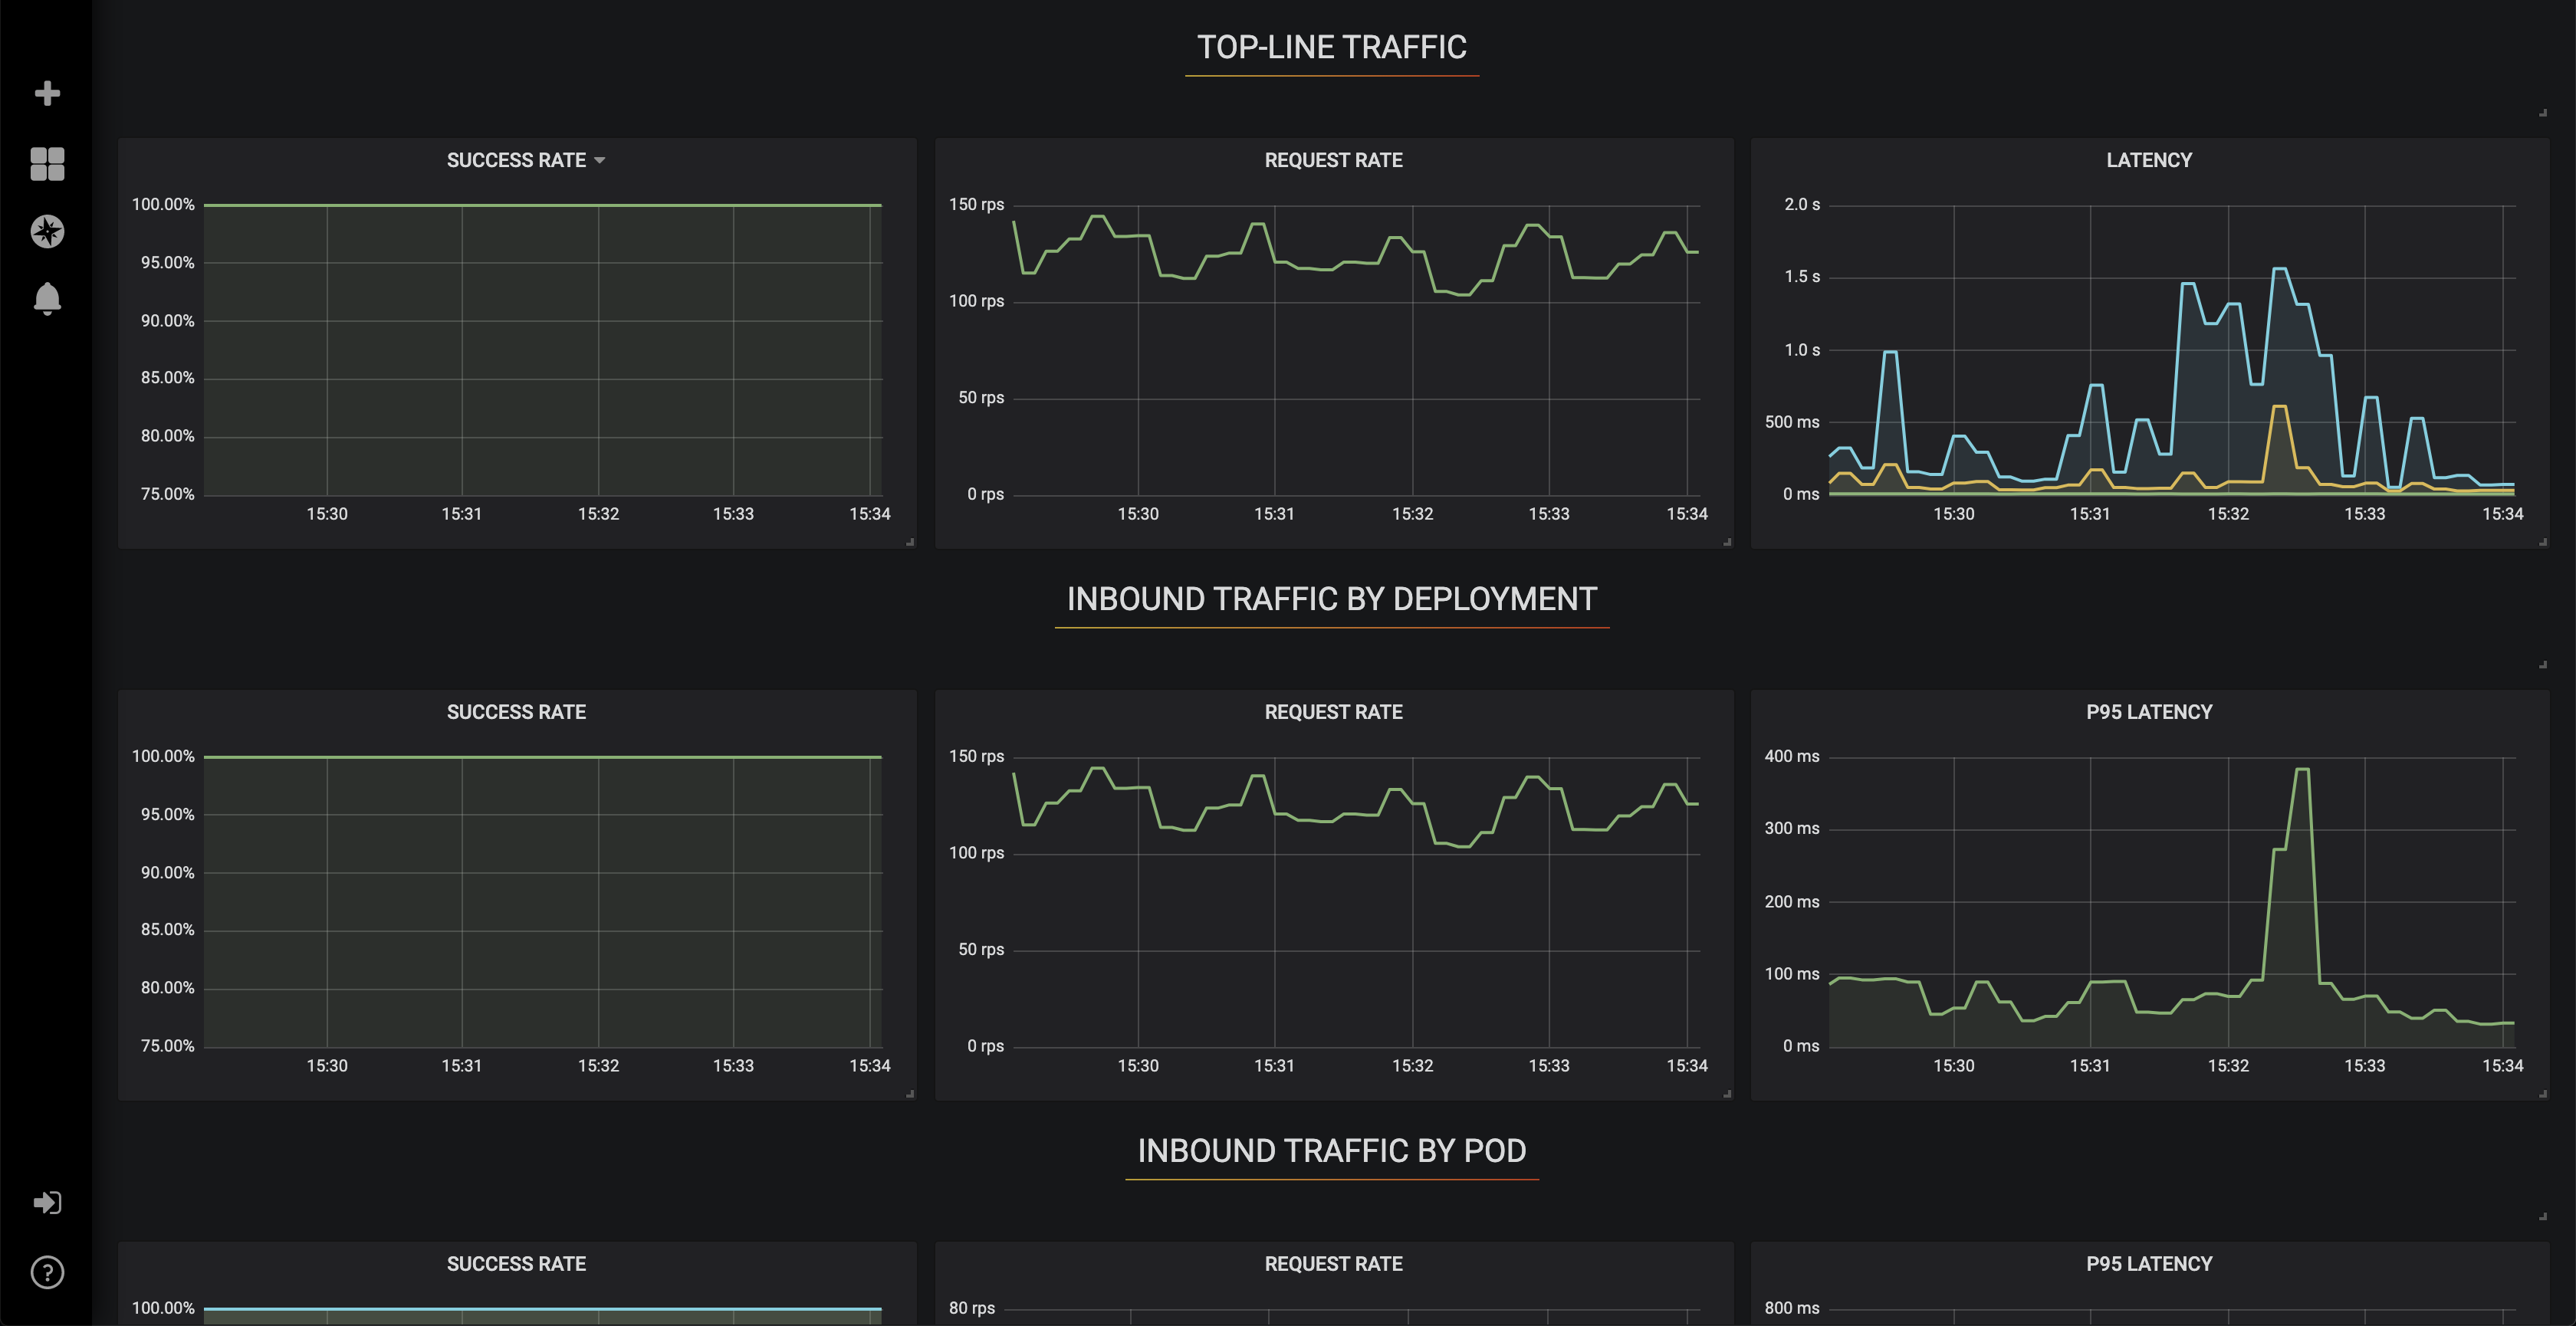 TOP-LINE TRAFFIC
SUCCESS RATE
100.00%
95.00%
90.00%
85.00%
80.00%
75.00%
15:30 15:31 15:32 15:33 15:34
REQUEST RATE
150 rps
100 rps
50 rps
0 rps
15:30 15:31 15:32 15:33 15:34
LATENCY
2.0 s
1.5 s
1.0 s
500 ms
0 ms
15:30 15:31 15:32 15:33 15:34
INBOUND TRAFFIC BY DEPLOYMENT
SUCCESS RATE
100.00%
95.00%
90.00%
85.00%
80.00%
75.00%
15:30 15:31 15:32 15:33 15:34
REQUEST RATE
150 rps
100 rps
50 rps
0 rps
15:30 15:31 15:32 15:33 15:34
P95 LATENCY
400 ms
300 ms
200 ms
100 ms
0 ms
15:30 15:31 15:32 15:33 15:34
INBOUND TRAFFIC BY POD
SUCCESS RATE
100.00%
REQUEST RATE
80 rps
P95 LATENCY
800 ms
?